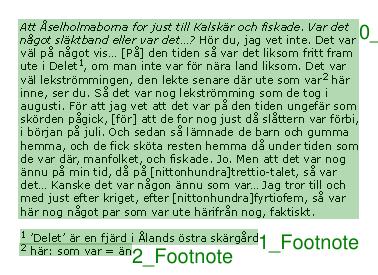 Att Åselholmaborna for just till Kalskär och fiskade. Var det
något släktband eller var det...? Hör du, jag vet inte. Det var
väl på något vis... [På] den tiden var det liksom fritt fram
ute i Delet¹, om man inte var för nära land liksom. Det var
väl lekströmmingen, den lekte senare där ute som var² här
inne, ser du. Så det var nog lekströmming som de tog i
augusti. För att jag vet att det var på den tiden ungefär som
skörden pågick, [för] att de for nog just då slåttern var förbi,
i början på juli. Och sedan så lämnade de barn och gumma
hemma, och de fick sköta resten hemma då under tiden som
de var där, manfolket, och fiskade. Jo. Men att det var nog
ännu på min tid, då på [nittonhundra]trettio-talet, så var
det... Kanske det var någon ännu som var... Jag tror till och
med just efter kriget, efter [nittonhundra]fyrtiofem, så var
här nog något par som var ute härifrån nog, faktiskt.
0_
¹ 'Delet' är en fjärd i Ålands östra skärgård
1_Footnote
² här: som var = än
2_Footnote